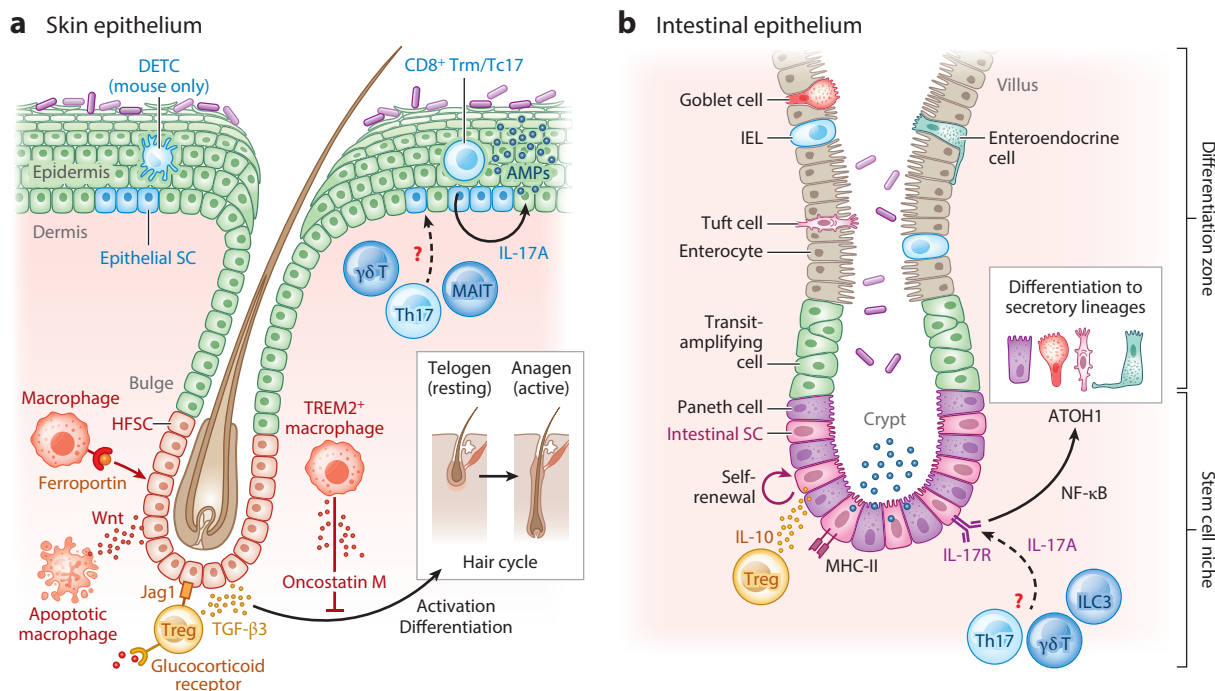 a Skin epithelium
DETC
(mouse only)
CD8+ Trm/Tc17
Epidermis
AMPs
Dermis
Epithelial SC
IL-17A
?
γδ T
MAIT
Th17
Bulge
Macrophage
HFSC
Ferroportin
TREM2+
macrophage
Telogen
(resting)
Anagen
(active)
Hair cycle
Wnt
Oncostatin M
Apoptotic
macrophage
Jag1
Treg
TGF-β3
Activation
Differentiation
Glucocorticoid
receptor
b Intestinal epithelium
Villus
Goblet cell
IEL
Enteroendocrine
cell
Tuft cell
Enterocyte
Differentiation to
secretory lineages
Transit-
amplifying
cell
Paneth cell
Crypt
ATOH1
Intestinal SC
Self-
renewal
NF-κB
IL-10
IL-17R
IL-17A
MHC-II
Treg
?
ILC3
Th17
γδ T
Differentiation zone
Stem cell niche